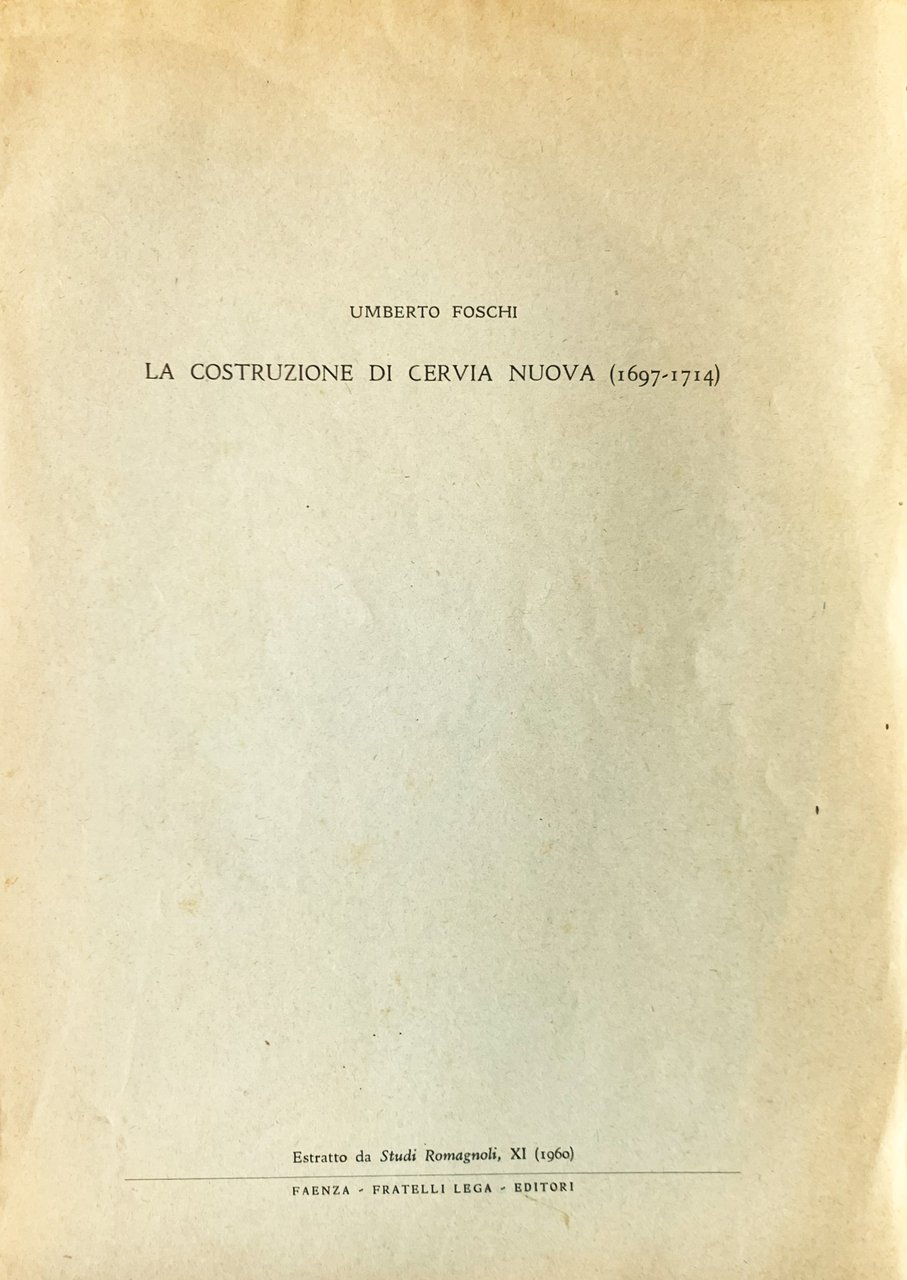 UMBERTO FOSCHI
LA COSTRUZIONE DI CERVIA NUOVA (1697-1714)
Estratto da Studi Romagnoli, XI (1960)
FAENZA - FRATELLI LEGA - EDITORI